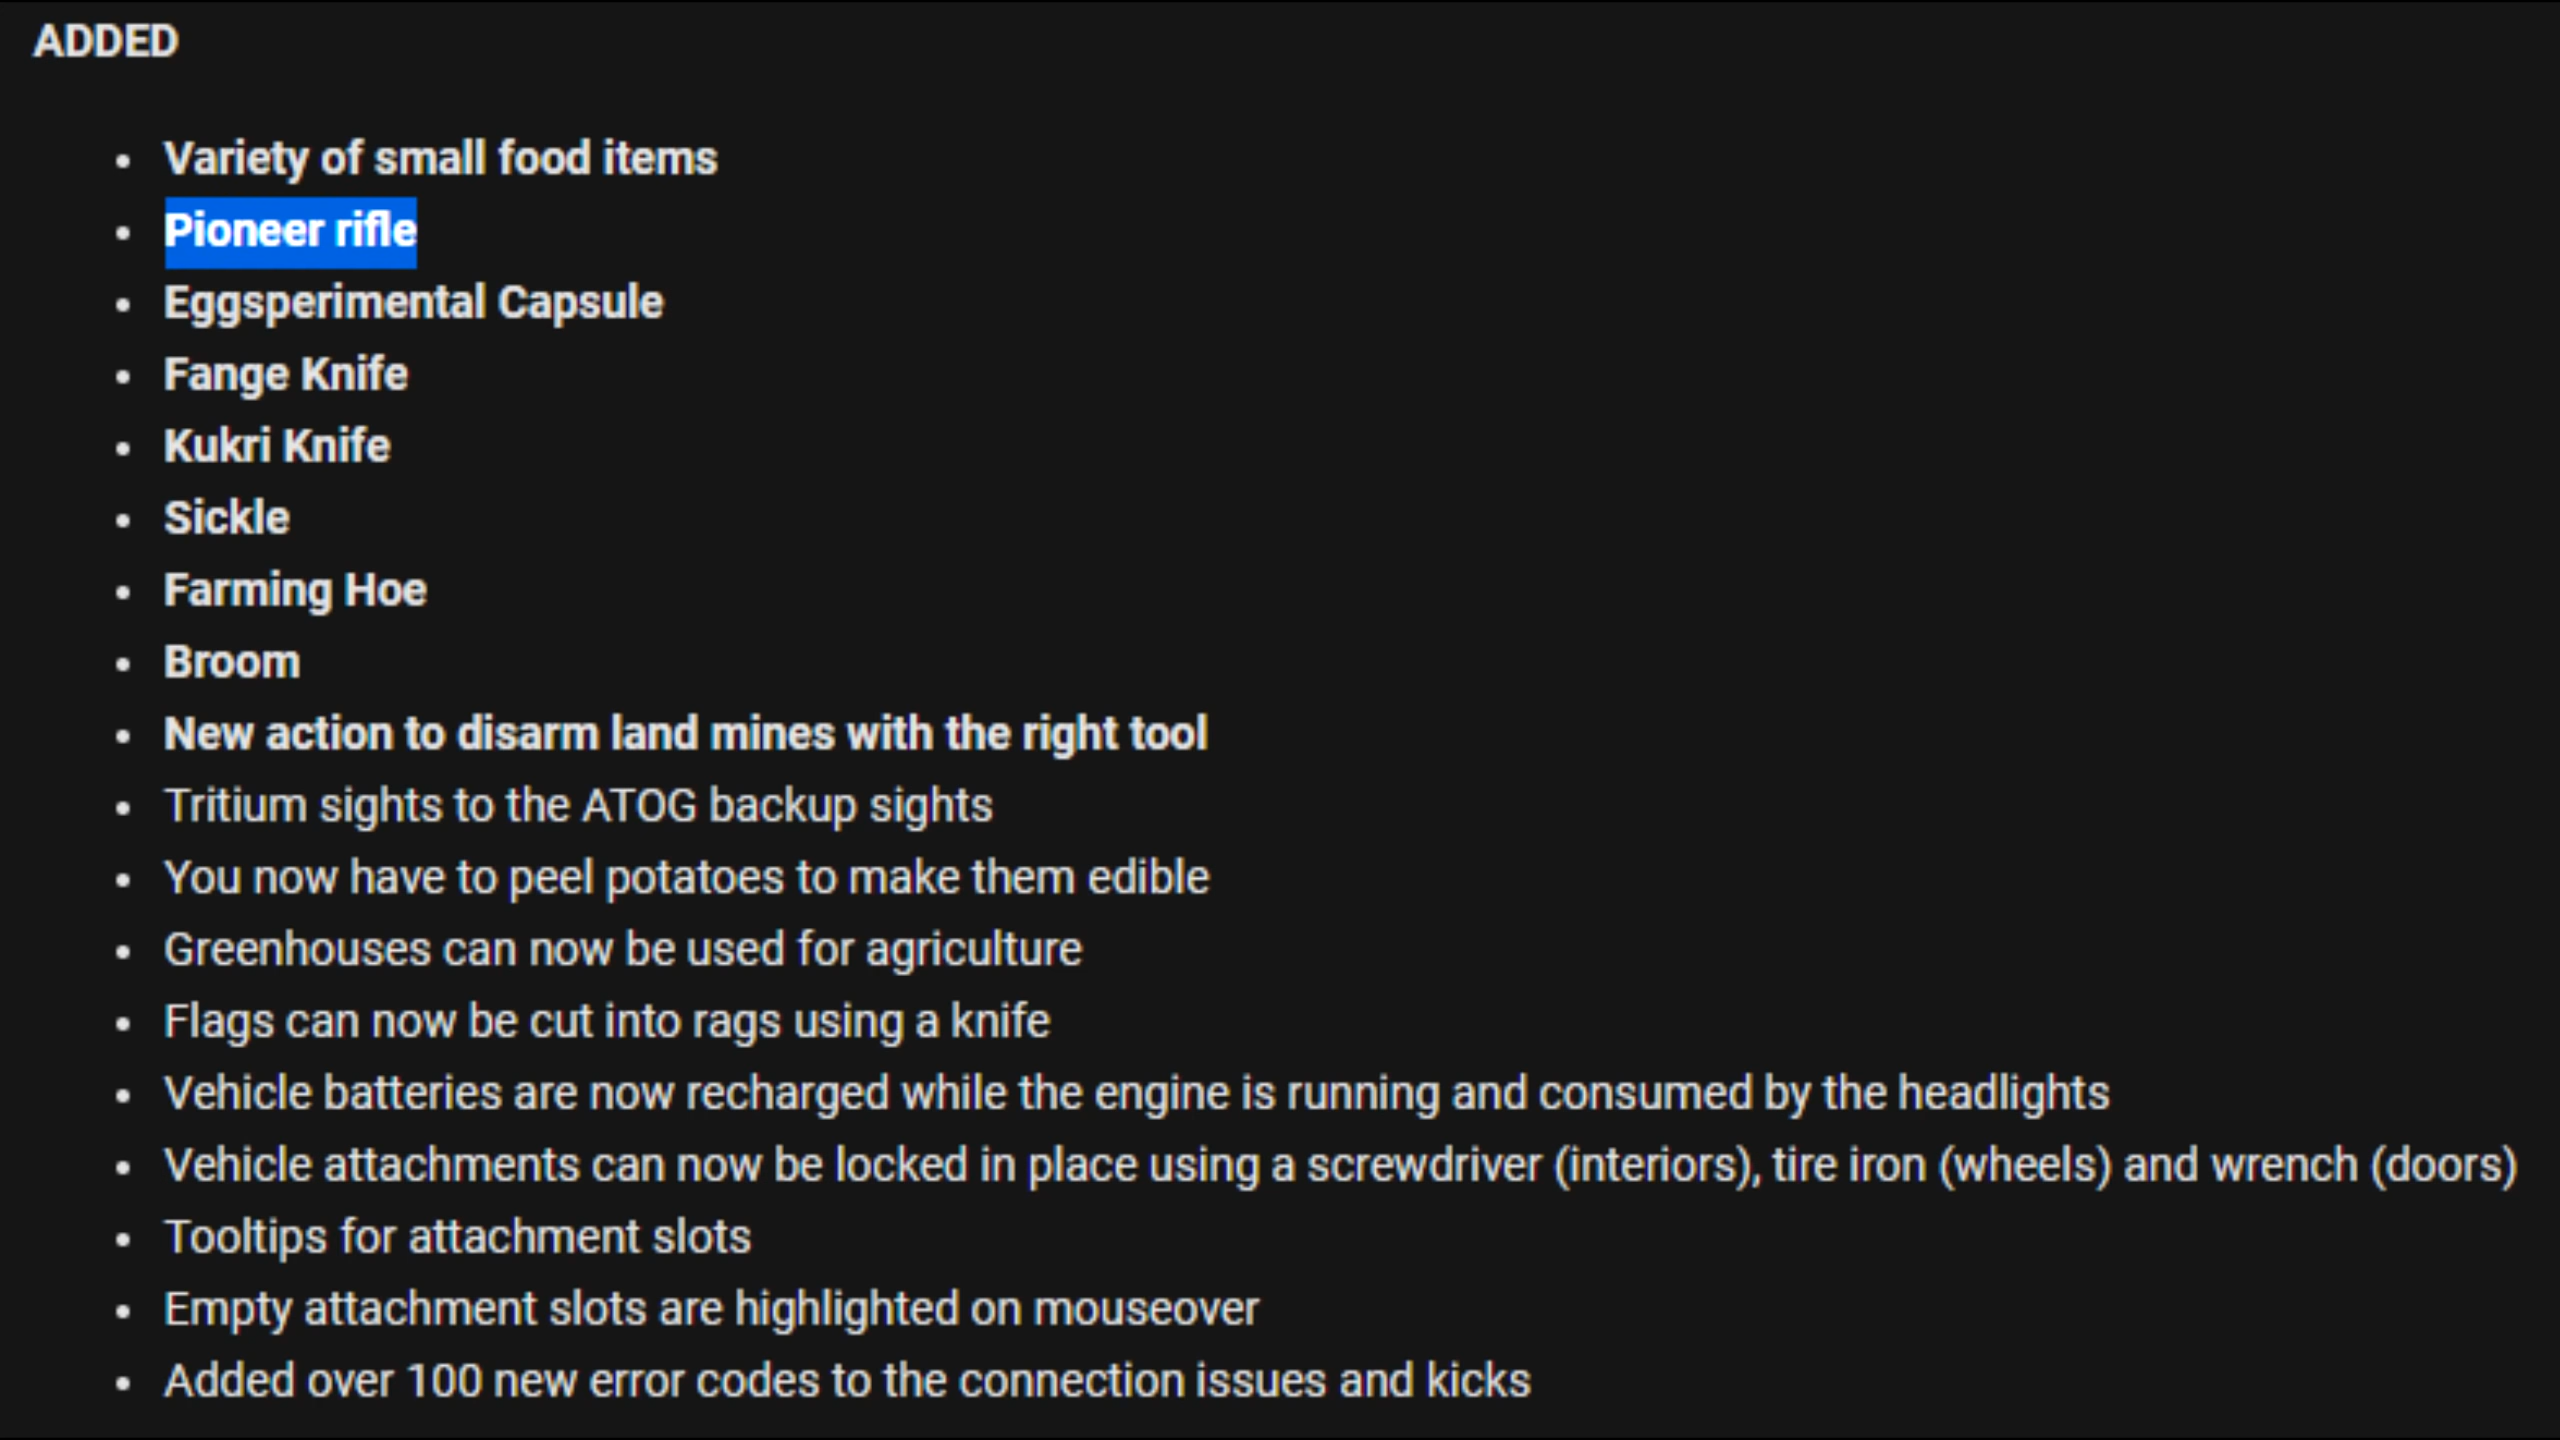 ADDED
• Variety of small food items
• Pioneer rifle
• Eggsperimental Capsule
• Fange Knife
• Kukri Knife
• Sickle
• Farming Hoe
• Broom
• New action to disarm land mines with the right tool
• Tritium sights to the ATOG backup sights
• You now have to peel potatoes to make them edible
• Greenhouses can now be used for agriculture
• Flags can now be cut into rags using a knife
• Vehicle batteries are now recharged while the engine is running and consumed by the headlights
• Vehicle attachments can now be locked in place using a screwdriver (interiors), tire iron (wheels) and wrench (doors)
• Tooltips for attachment slots
• Empty attachment slots are highlighted on mouseover
• Added over 100 new error codes to the connection issues and kicks